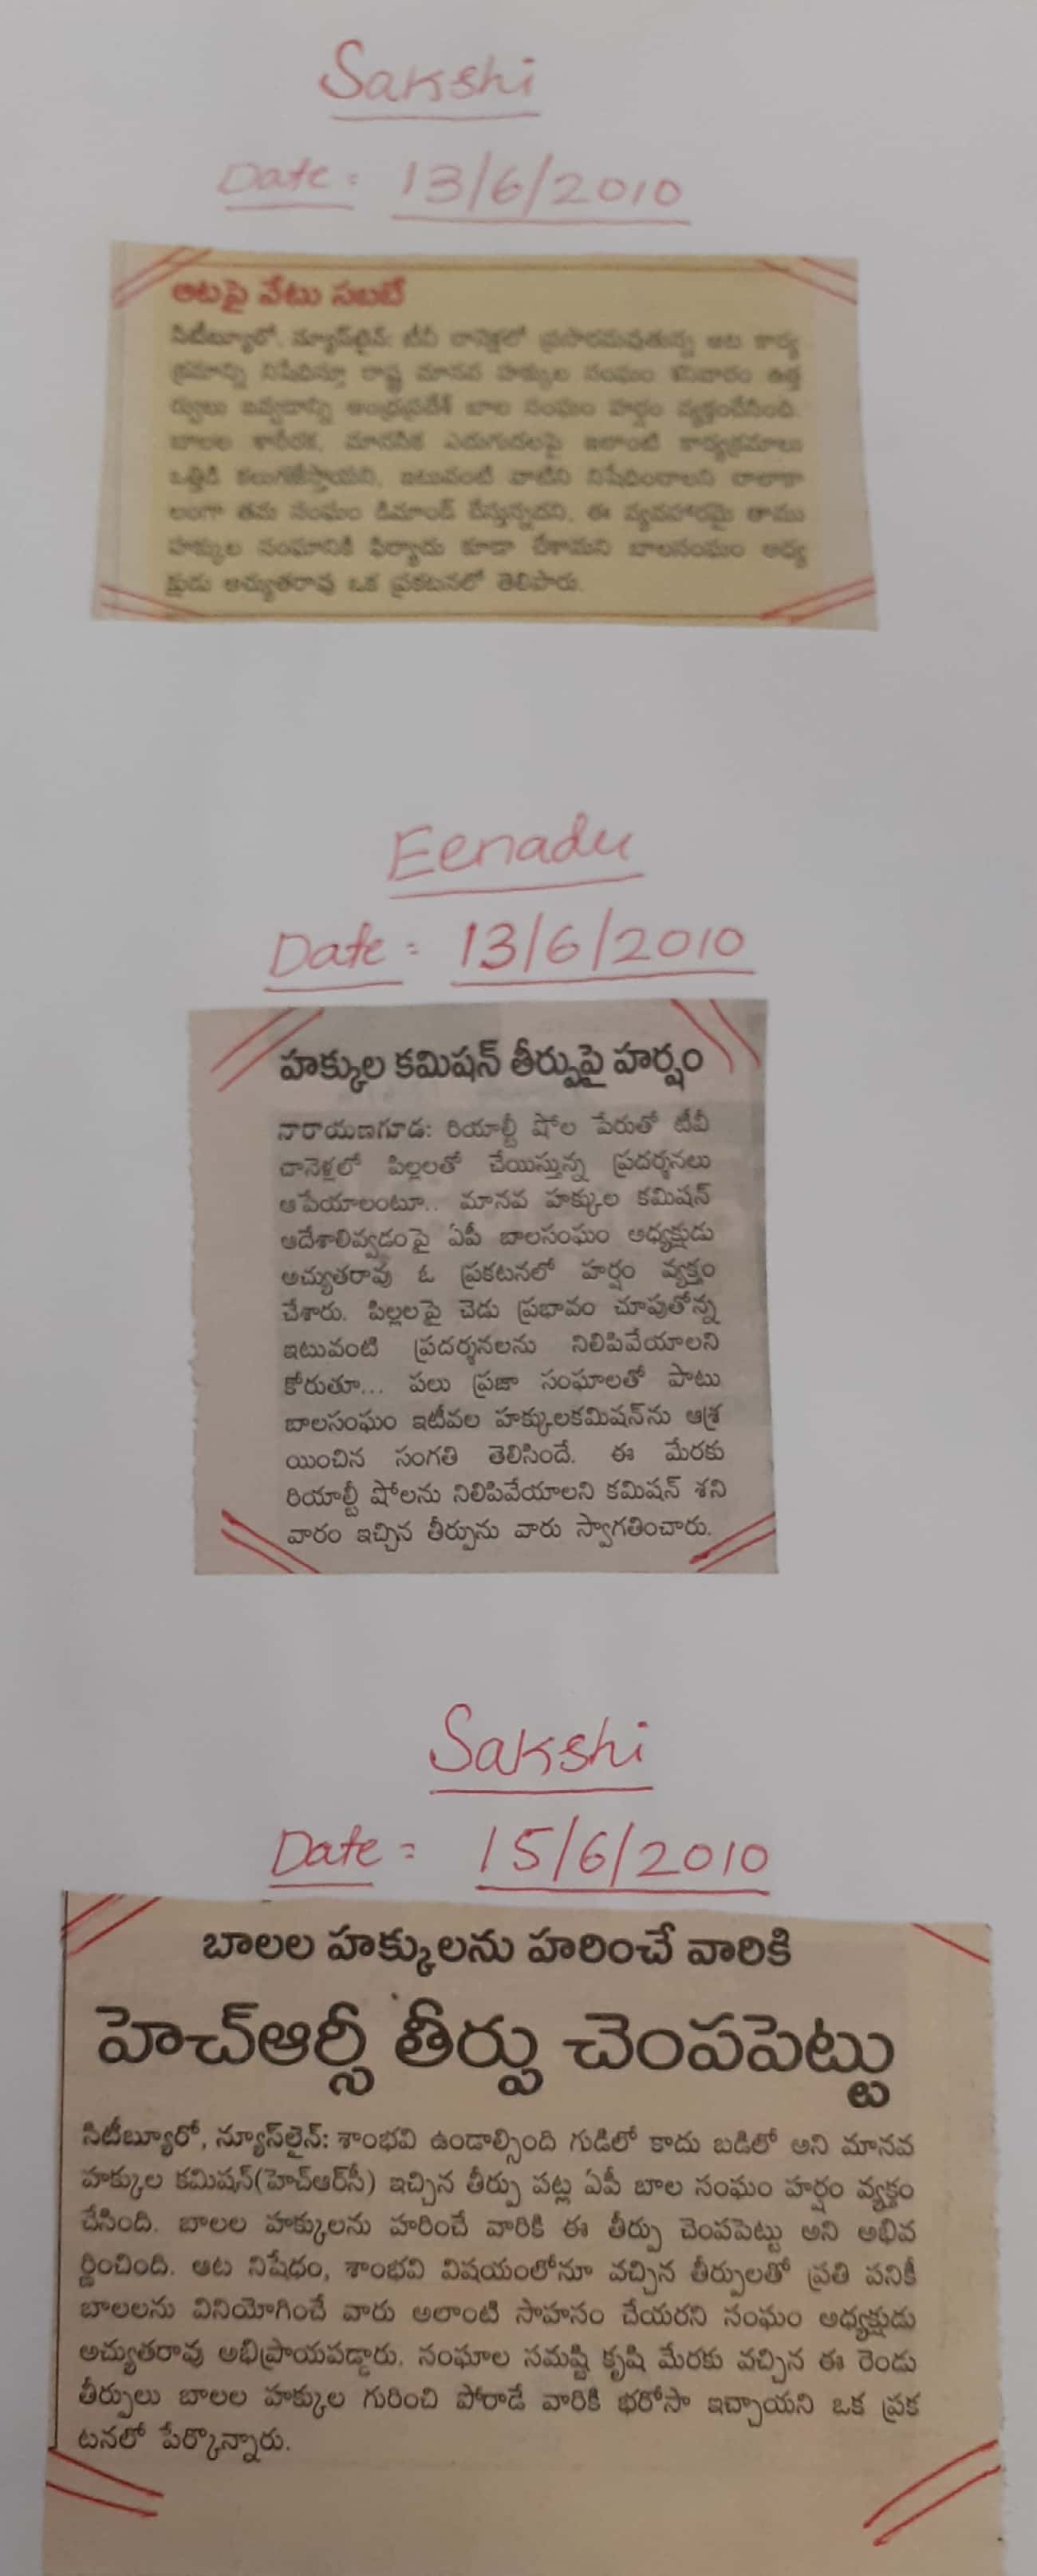 Sakshi
Date: 13/6/2010
ఆటపై వేటు సబబే
సిటీబ్యూరో, న్యూస్‌లైన్: టీవీ చానెళ్లలో ప్రసారమవుతున్న ఆట కార్య
క్రమాన్ని నిషేధిస్తూ రాష్ట్ర మానవ హక్కుల సంఘం శనివారం ఉత్త
ర్వులు ఇవ్వడాన్ని ఆంధ్రప్రదేశ్ బాల సంఘం హర్షం వ్యక్తంచేసింది.
బాలల శారీరక, మానసిక ఎదుగుదలపై ఇలాంటి కార్యక్రమాలు
ఒత్తిడి కలుగజేస్తాయని, ఇటువంటి వాటిని నిషేధించాలని చాలాకా
లంగా తమ సంఘం డిమాండ్ చేస్తున్నదని, ఈ వ్యవహారమై తాము
హక్కుల సంఘానికి ఫిర్యాదు కూడా చేశామని బాలసంఘం అధ్య
క్షుడు అచ్యుతరావు ఒక ప్రకటనలో తెలిపారు.
Eenadu
Date: 13/6/2010
హక్కుల కమిషన్ తీర్పుపై హర్షం
నారాయణగూడ: రియాల్టీ షోల పేరుతో టీవీ
చానెళ్లలో పిల్లలతో చేయిస్తున్న ప్రదర్శనలు
ఆపేయాలంటూ.. మానవ హక్కుల కమిషన్
ఆదేశాలివ్వడంపై ఏపీ బాలసంఘం అధ్యక్షుడు
అచ్యుతరావు ఓ ప్రకటనలో హర్షం వ్యక్తం
చేశారు. పిల్లలపై చెడు ప్రభావం చూపుతోన్న
ఇటువంటి ప్రదర్శనలను నిలిపివేయాలని
కోరుతూ... పలు ప్రజా సంఘాలతో పాటు
బాలసంఘం ఇటీవల హక్కులకమిషన్‌ను ఆశ్ర
యించిన సంగతి తెలిసిందే. ఈ మేరకు
రియాల్టీ షోలను నిలిపివేయాలని కమిషన్ శని
వారం ఇచ్చిన తీర్పును వారు స్వాగతించారు.
Sakshi
Date: 15/6/2010
బాలల హక్కులను హరించే వారికి
హెచ్ఆర్సీ తీర్పు చెంపపెట్టు
సిటీబ్యూరో, న్యూస్‌లైన్: శాంభవి ఉండాల్సింది గుడిలో కాదు బడిలో అని మానవ
హక్కుల కమిషన్(హెచ్ఆర్‌సీ) ఇచ్చిన తీర్పు పట్ల ఏపీ బాల సంఘం హర్షం వ్యక్తం
చేసింది. బాలల హక్కులను హరించే వారికి ఈ తీర్పు చెంపపెట్టు అని అభివ
ర్ణించింది. ఆట నిషేధం, శాంభవి విషయంలోనూ వచ్చిన తీర్పులతో ప్రతి పనికీ
బాలలను వినియోగించే వారు అలాంటి సాహసం చేయరని సంఘం అధ్యక్షుడు
అచ్యుతరావు అభిప్రాయపడ్డారు. సంఘాల సమష్టి కృషి మేరకు వచ్చిన ఈ రెండు
తీర్పులు బాలల హక్కుల గురించి పోరాడే వారికి భరోసా ఇచ్చాయని ఒక ప్రక
టనలో పేర్కొన్నారు.